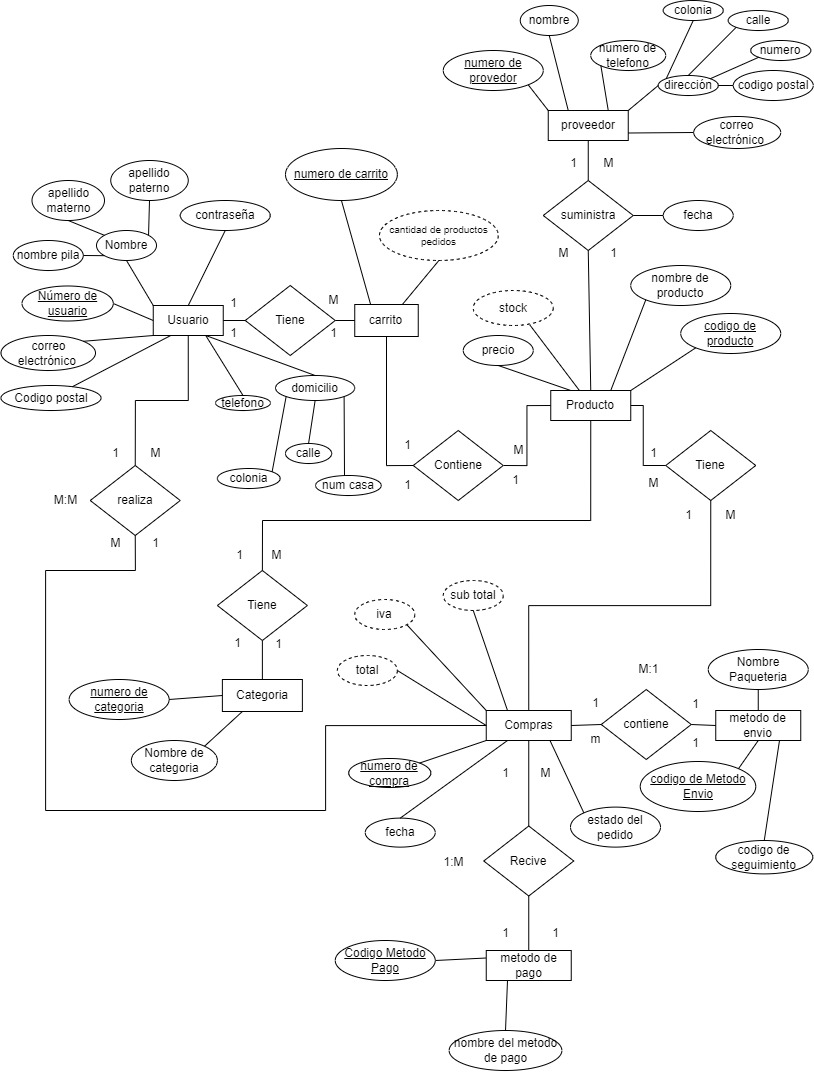 colonia
nombre
calle
numero de
telefono
numero
numero de
provedor
dirección
codigo postal
proveedor
correo
electrónico
1
M
apellido
paterno
numero de carrito
apellido
materno
contraseña
suministra
fecha
cantidad de productos
pedidos
Nombre
nombre pila
M
1
nombre de
producto
Número de
usuario
1
M
stock
Usuario
Tiene
carrito
1
1
codigo de
producto
correo
electrónico
precio
domicilio
Codigo postal
telefono
Producto
1
M
calle
1
M
1
Contiene
Tiene
colonia
num casa
1
1
M
M:M
realiza
1
M
M
1
1
M
Tiene
sub total
iva
1
1
total
M:1
Nombre
Paqueteria
numero de
categoria
Categoria
1
1
Compras
contiene
metodo de
envio
m
1
Nombre de
categoria
numero de
compra
1
M
codigo de Metodo
Envio
fecha
estado del
pedido
1:M
Recive
codigo de
seguimiento
1
1
Codigo Metodo
Pago
metodo de
pago
nombre del metodo
de pago